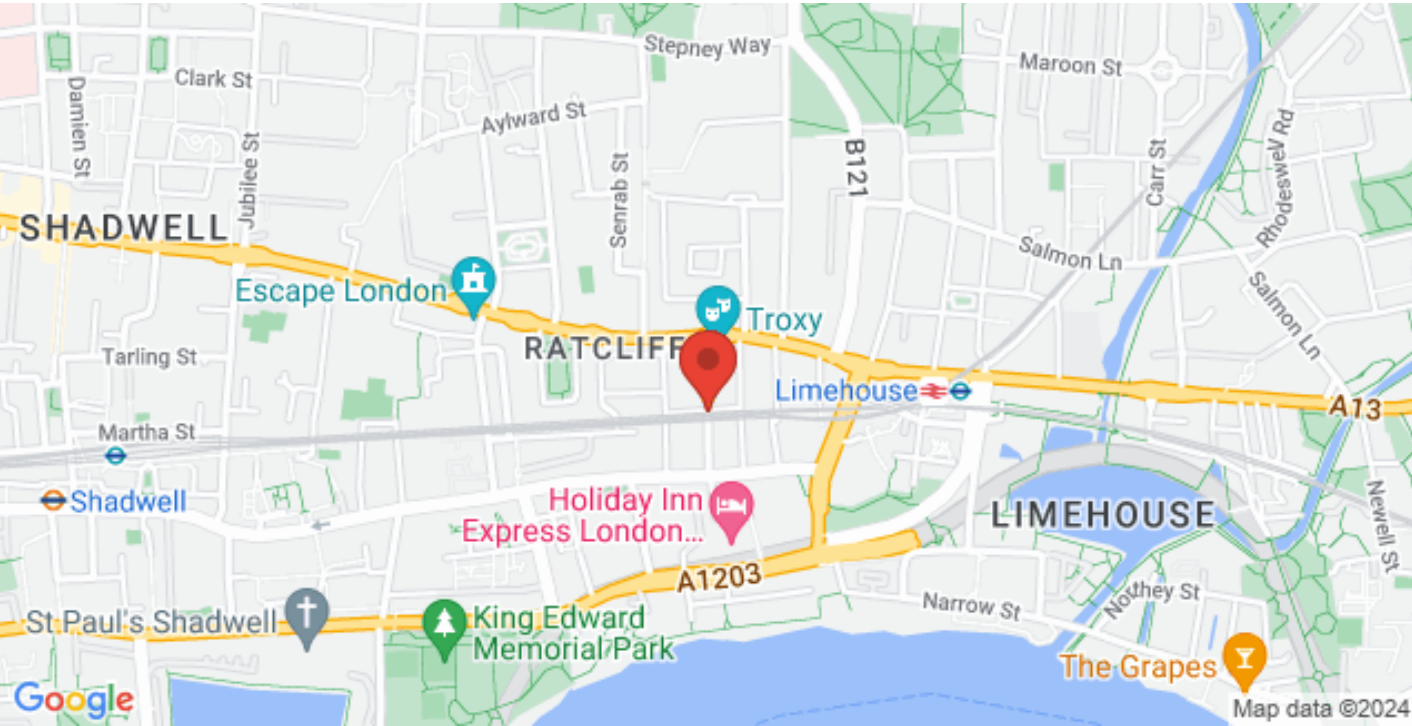 Stepney Way
Maroon St
Clark St
Damien St
Aylward St
Rhodeswell Rd
Jubilee St
B121
Carr St
Senrab St
SHADWELL
Salmon Ln
Escape London
Troxy
Salmon Ln
RATCLIFF
Tarling St
Limehouse
A13
Martha St
Shadwell
Holiday Inn
Express London...
LIMEHOUSE
Newell St
A1203
Northey St
Narrow St
St Paul's Shadwell
King Edward
Memorial Park
The Grapes
Google
Map data ©2024